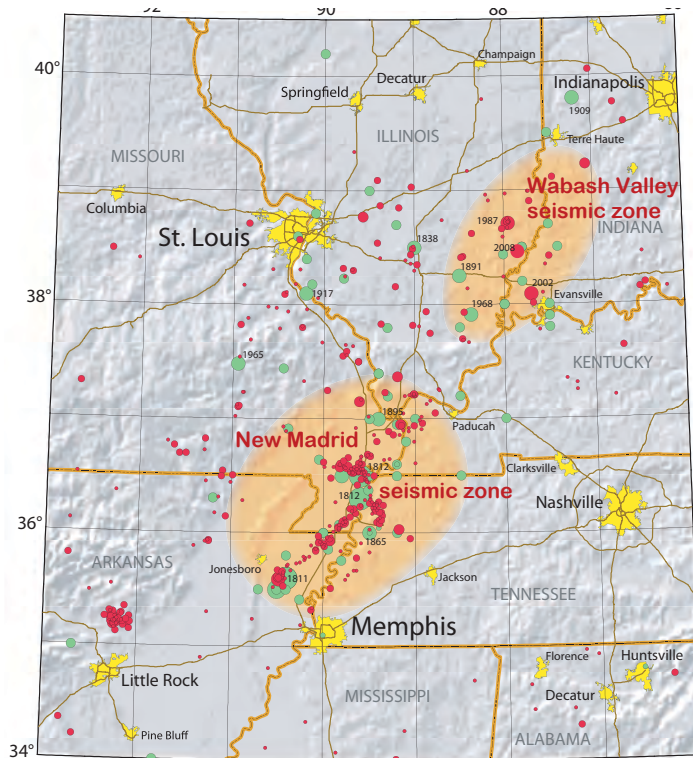 90
88
40°
Champaign
Decatur
Springfield
Indianapolis
1909
ILLINOIS
Terre Haute
MISSOURI
Wabash Valley
seismic zone
Columbia
1987
INDIANA
St. Louis
1838
2008
1891
2002
38°
1917
Evansville
1968
1965
KENTUCKY
1895
Paducah
New Madrid
1812
Clarksville
seismic zone
1812
Nashville
36°
1865
ARKANSAS
Jonesboro
1811
Jackson
TENNESSEE
Memphis
Florence
Huntsville
Little Rock
MISSISSIPPI
Decatur
Pine Bluff
ALABAMA
34°